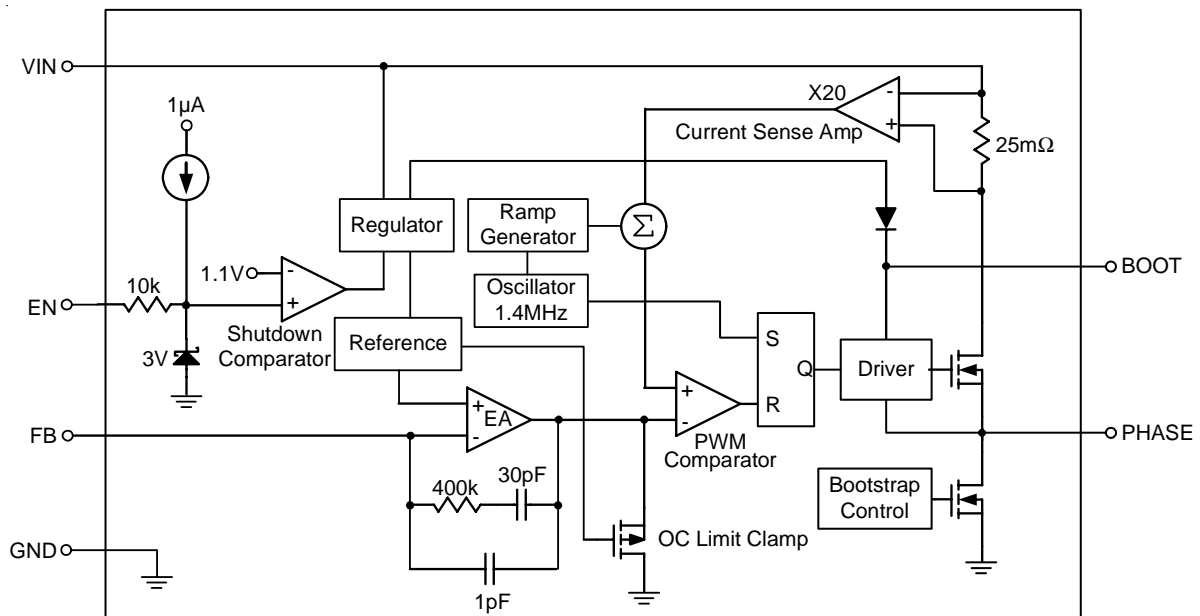 VIN
X20
-
+
Current Sense Amp
25mΩ
1µA
Regulator
Ramp
Generator
Σ
1.1V
-
+
BOOT
10k
EN
Oscillator
1.4MHz
Shutdown
Comparator
3V
Reference
S
Q
R
Driver
+
-
EA
+
-
FB
PWM
Comparator
PHASE
400k
30pF
Bootstrap
Control
OC Limit Clamp
GND
1pF